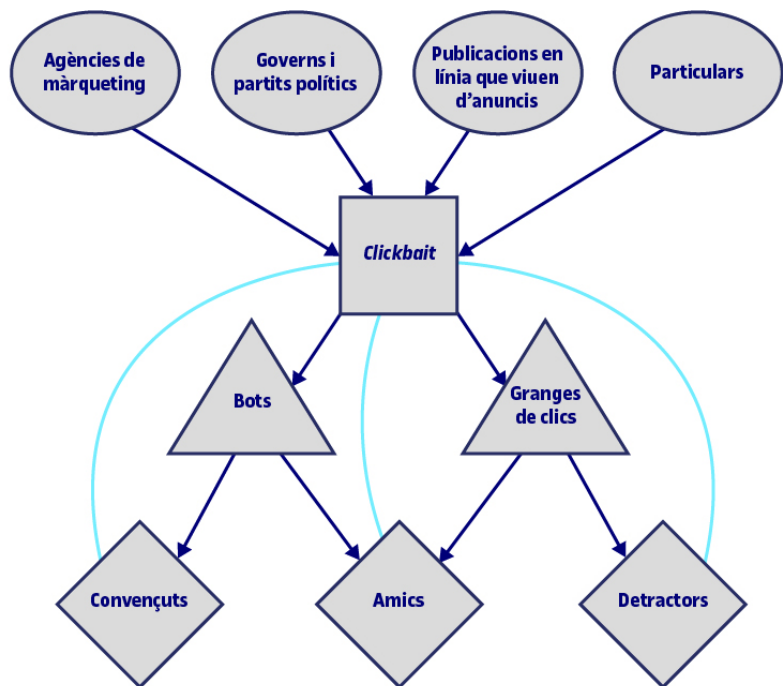 Agències de
màrqueting
Governs i
partits polítics
Publicacions en
línia que viuen
d’anuncis
Particulars
Clickbait
Bots
Granges
de clics
Convençuts
Amics
Detractors